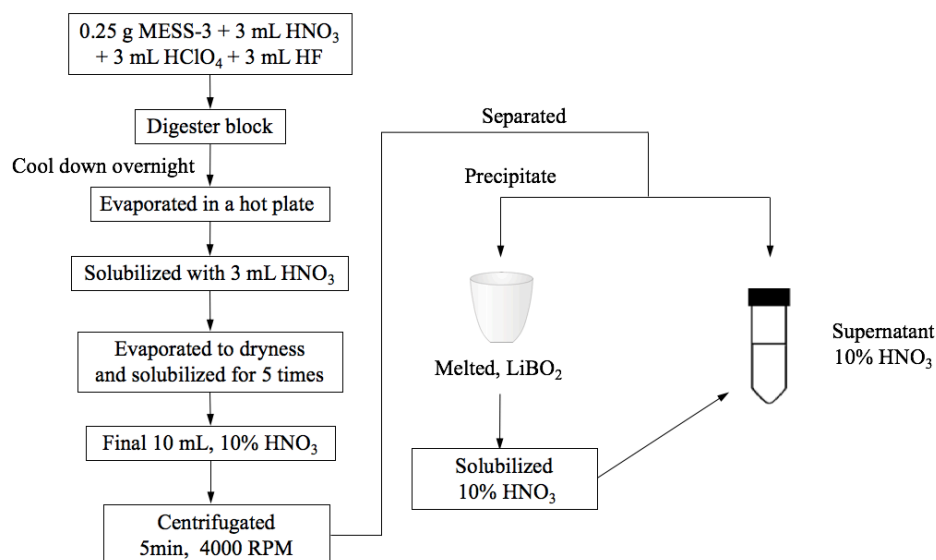 0.25 g MESS-3 + 3 mL HNO₃
+ 3 mL HClO₄ + 3 mL HF
Digester block
Cool down overnight
Evaporated in a hot plate
Solubilized with 3 mL HNO₃
Evaporated to dryness
and solubilized for 5 times
Final 10 mL, 10% HNO₃
Centrifugated
5min, 4000 RPM
Separated
Precipitate
Melted, LiBO₂
Solubilized
10% HNO₃
Supernatant
10% HNO₃